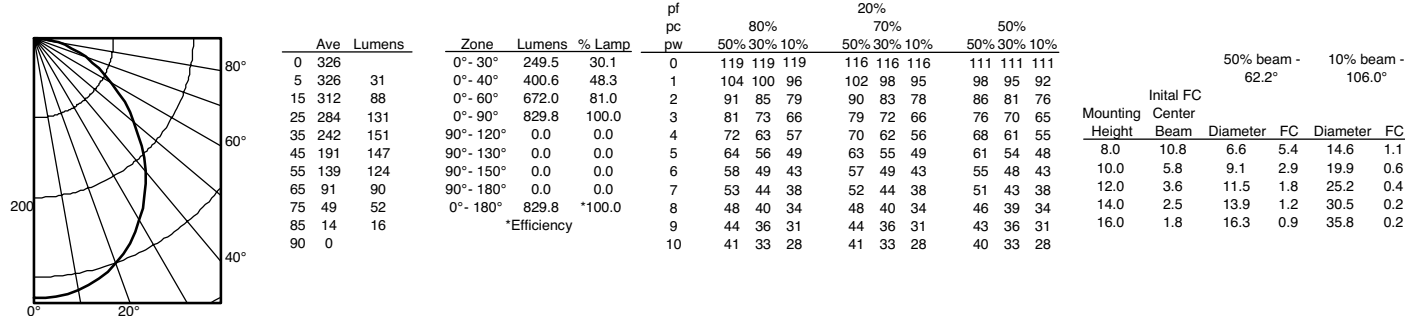 80°
60°
40°
20°
0°
200
Ave Lumens
0 326
5 326 31
15 312 88
25 284 131
35 242 151
45 191 147
55 139 124
65 91 90
75 49 52
85 14 16
90 0
Zone Lumens % Lamp
0°- 30° 249.5 30.1
0°- 40° 400.6 48.3
0°- 60° 672.0 81.0
0°- 90° 829.8 100.0
90°- 120° 0.0 0.0
90°- 130° 0.0 0.0
90°- 150° 0.0 0.0
90°- 180° 0.0 0.0
0°- 180° 829.8 *100.0
*Efficiency
pf 20%
pc 80% 70% 50%
pw 50% 30% 10% 50% 30% 10% 50% 30% 10%
0 119 119 119 116 116 116 111 111 111
1 104 100 96 102 98 95 98 95 92
2 91 85 79 90 83 78 86 81 76
3 81 73 66 79 72 66 76 70 65
4 72 63 57 70 62 56 68 61 55
5 64 56 49 63 55 49 61 54 48
6 58 49 43 57 49 43 55 48 43
7 53 44 38 52 44 38 51 43 38
8 48 40 34 48 40 34 46 39 34
9 44 36 31 44 36 31 43 36 31
10 41 33 28 41 33 28 40 33 28
50% beam - 10% beam -
62.2° 106.0°
Inital FC
Mounting Center
Height Beam Diameter FC Diameter FC
8.0 10.8 6.6 5.4 14.6 1.1
10.0 5.8 9.1 2.9 19.9 0.6
12.0 3.6 11.5 1.8 25.2 0.4
14.0 2.5 13.9 1.2 30.5 0.2
16.0 1.8 16.3 0.9 35.8 0.2